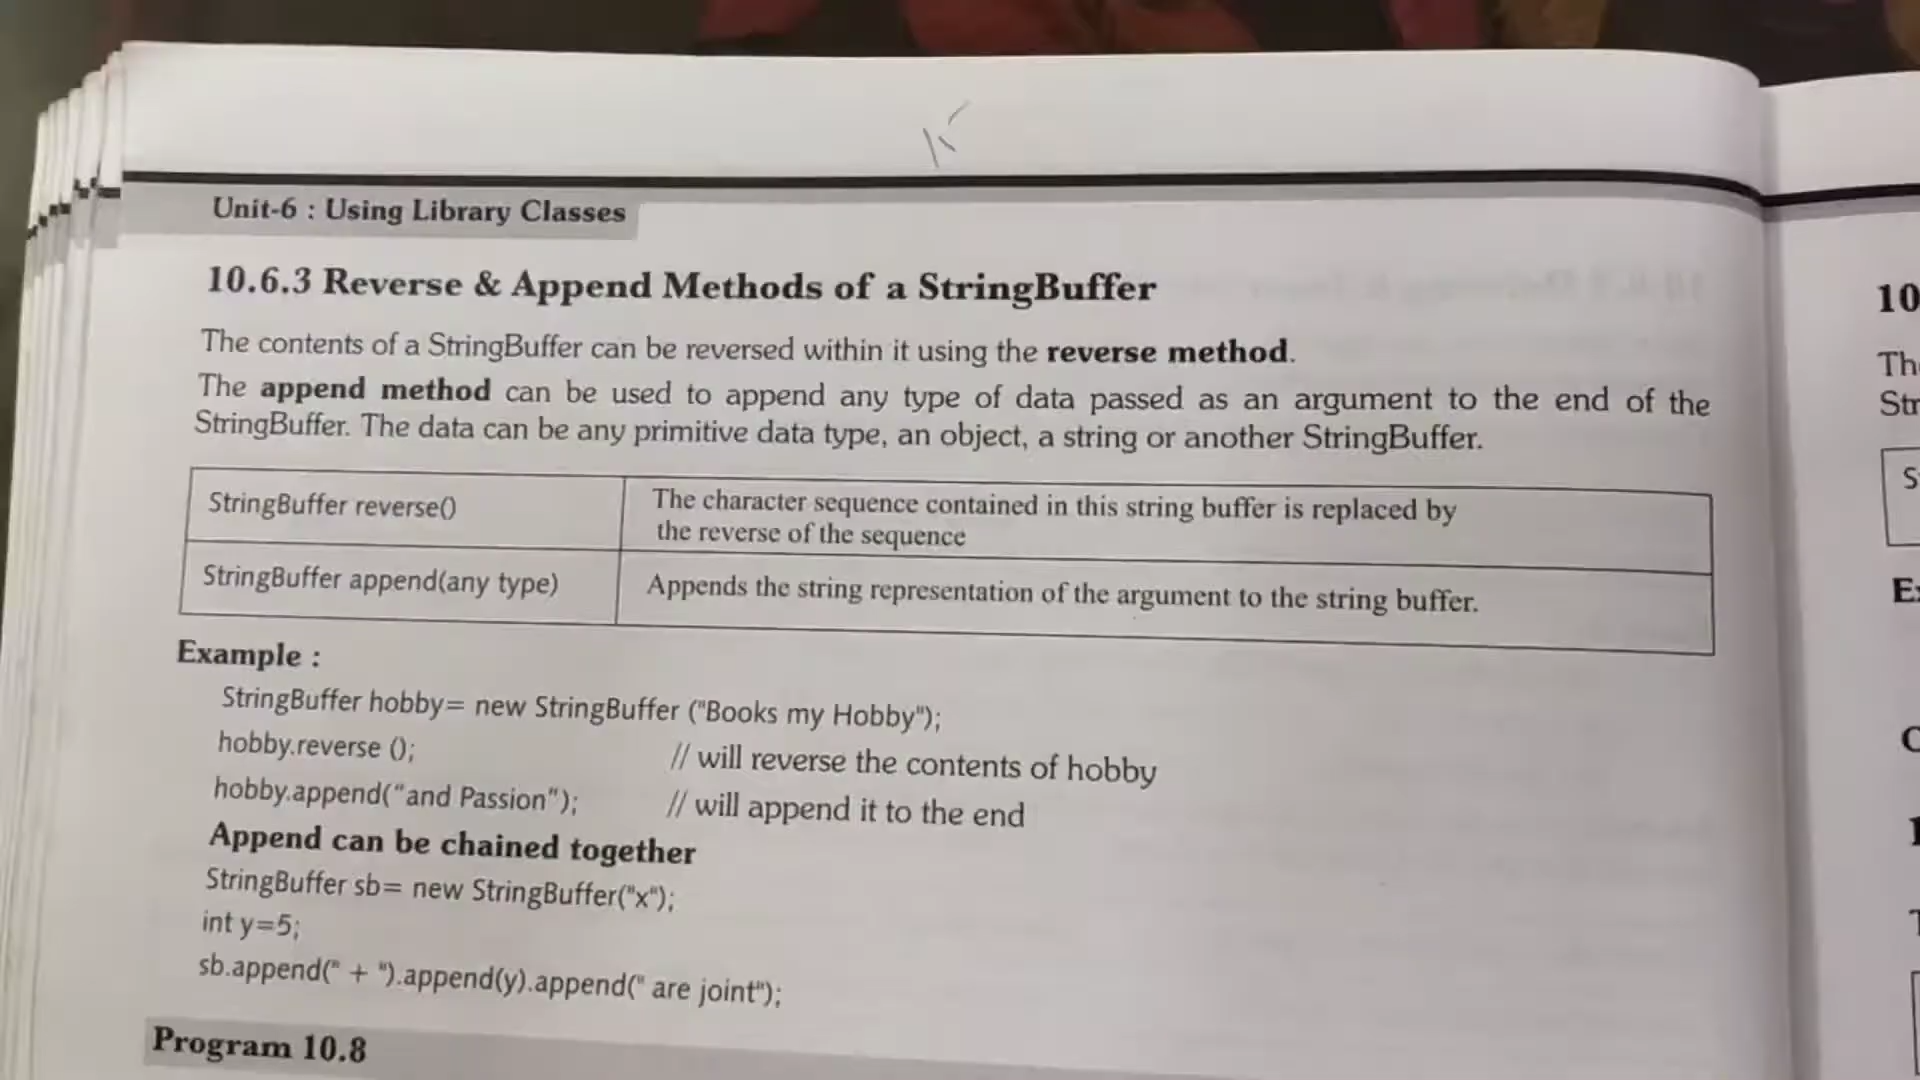 Unit-6 : Using Library Classes
10.6.3 Reverse & Append Methods of a StringBuffer
The contents of a StringBuffer can be reversed within it using the reverse method.
The append method can be used to append any type of data passed as an argument to the end of the
StringBuffer. The data can be any primitive data type, an object, a string or another StringBuffer.
StringBuffer reverse()
The character sequence contained in this string buffer is replaced by
the reverse of the sequence
StringBuffer append(any type)
Appends the string representation of the argument to the string buffer.
Example :
StringBuffer hobby= new StringBuffer ("Books my Hobby");
hobby.reverse (); // will reverse the contents of hobby
hobby.append("and Passion"); // will append it to the end
Append can be chained together
StringBuffer sb= new StringBuffer("x");
int y=5;
sb.append(" + ").append(y).append(" are joint");
Program 10.8
10